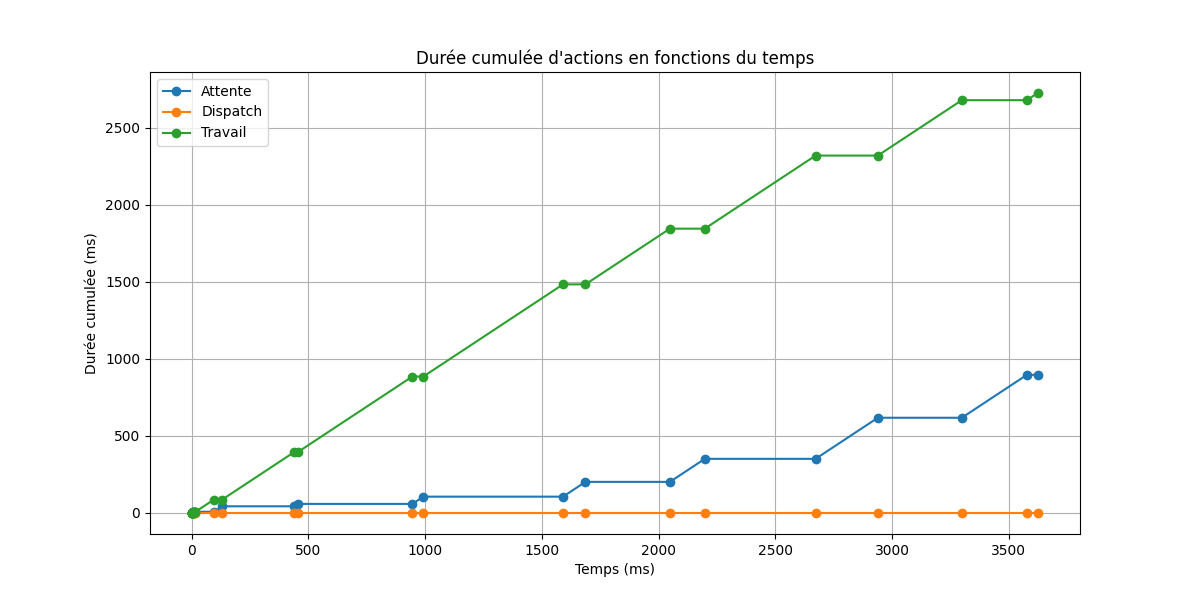 Durée cumulée d'actions en fonctions du temps
Attente
Dispatch
Travail
Durée cumulée (ms)
2500
2000
1500
1000
500
0
0 500 1000 1500 2000 2500 3000 3500
Temps (ms)